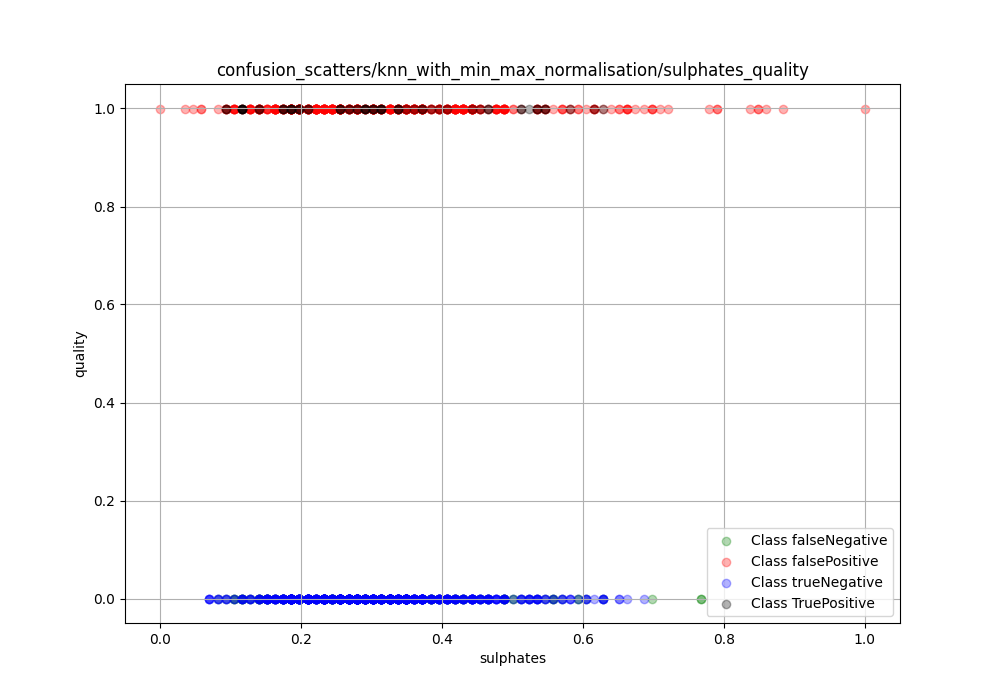 confusion_scatters/knn_with_min_max_normalisation/sulphates_quality
1.0
0.8
0.6
0.4
0.2
0.0
quality
0.0 0.2 0.4 0.6 0.8 1.0
sulphates
Class falseNegative
Class falsePositive
Class trueNegative
Class TruePositive